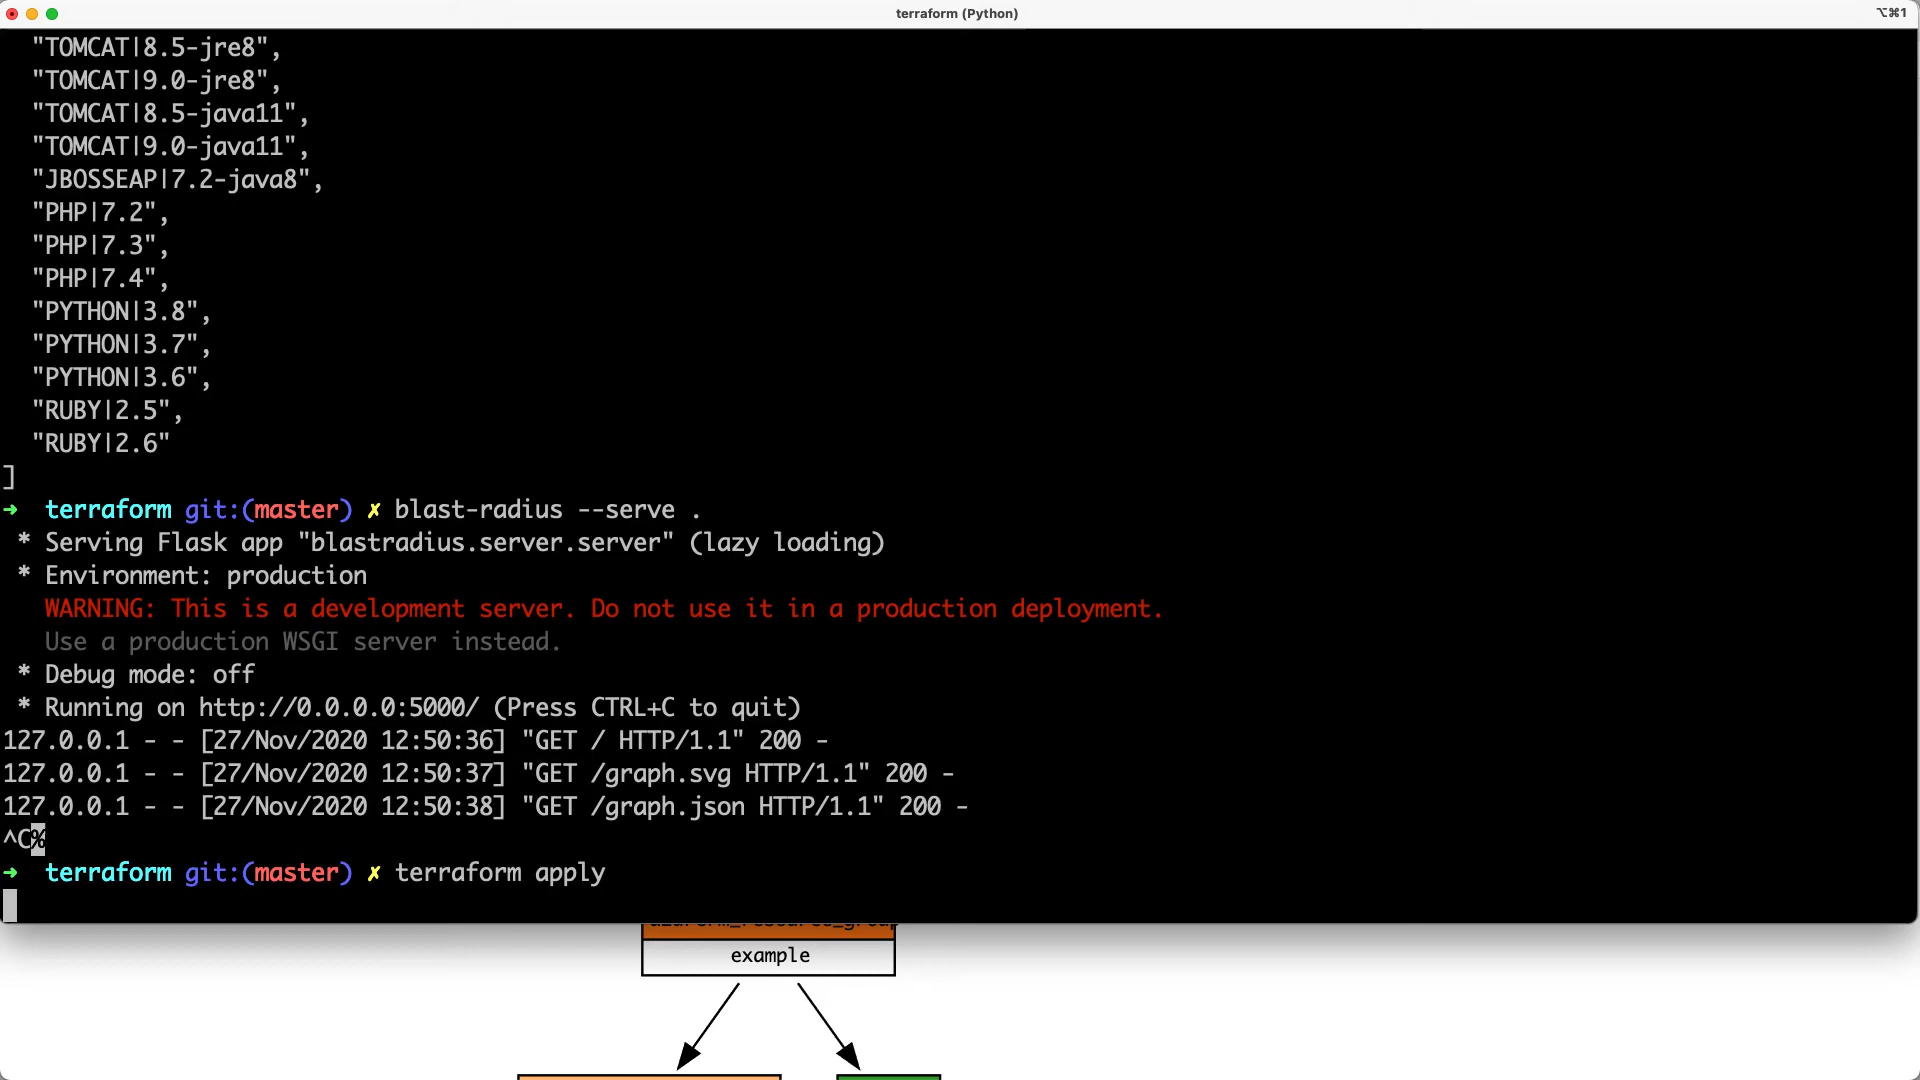 terraform (Python)
⌥⌘1
"TOMCAT|8.5-jre8",
"TOMCAT|9.0-jre8",
"TOMCAT|8.5-java11",
"TOMCAT|9.0-java11",
"JBOSSEAP|7.2-java8",
"PHP|7.2",
"PHP|7.3",
"PHP|7.4",
"PYTHON|3.8",
"PYTHON|3.7",
"PYTHON|3.6",
"RUBY|2.5",
"RUBY|2.6"
]
➜ terraform git:(master) ✗ blast-radius --serve .
* Serving Flask app "blastradius.server.server" (lazy loading)
* Environment: production
WARNING: This is a development server. Do not use it in a production deployment.
Use a production WSGI server instead.
* Debug mode: off
* Running on http://0.0.0.0:5000/ (Press CTRL+C to quit)
127.0.0.1 - - [27/Nov/2020 12:50:36] "GET / HTTP/1.1" 200 -
127.0.0.1 - - [27/Nov/2020 12:50:37] "GET /graph.svg HTTP/1.1" 200 -
127.0.0.1 - - [27/Nov/2020 12:50:38] "GET /graph.json HTTP/1.1" 200 -
^C%
➜ terraform git:(master) ✗ terraform apply
example